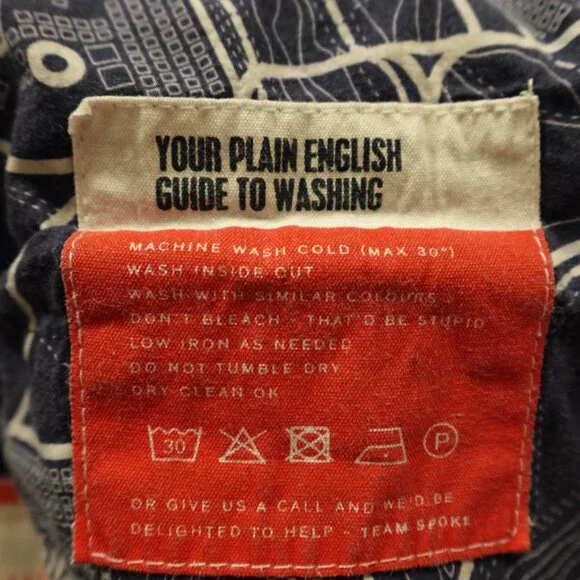 YOUR PLAIN ENGLISH
GUIDE TO WASHING
MACHINE WASH COLD (MAX 30°)
WASH INSIDE OUT
WASH WITH SIMILAR COLOURS
DON'T BLEACH - THAT'D BE STUPID
LOW IRON AS NEEDED
DO NOT TUMBLE DRY
DRY CLEAN OK
30 P
OR GIVE US A CALL AND WE'D BE
DELIGHTED TO HELP - TEAM SPOKE